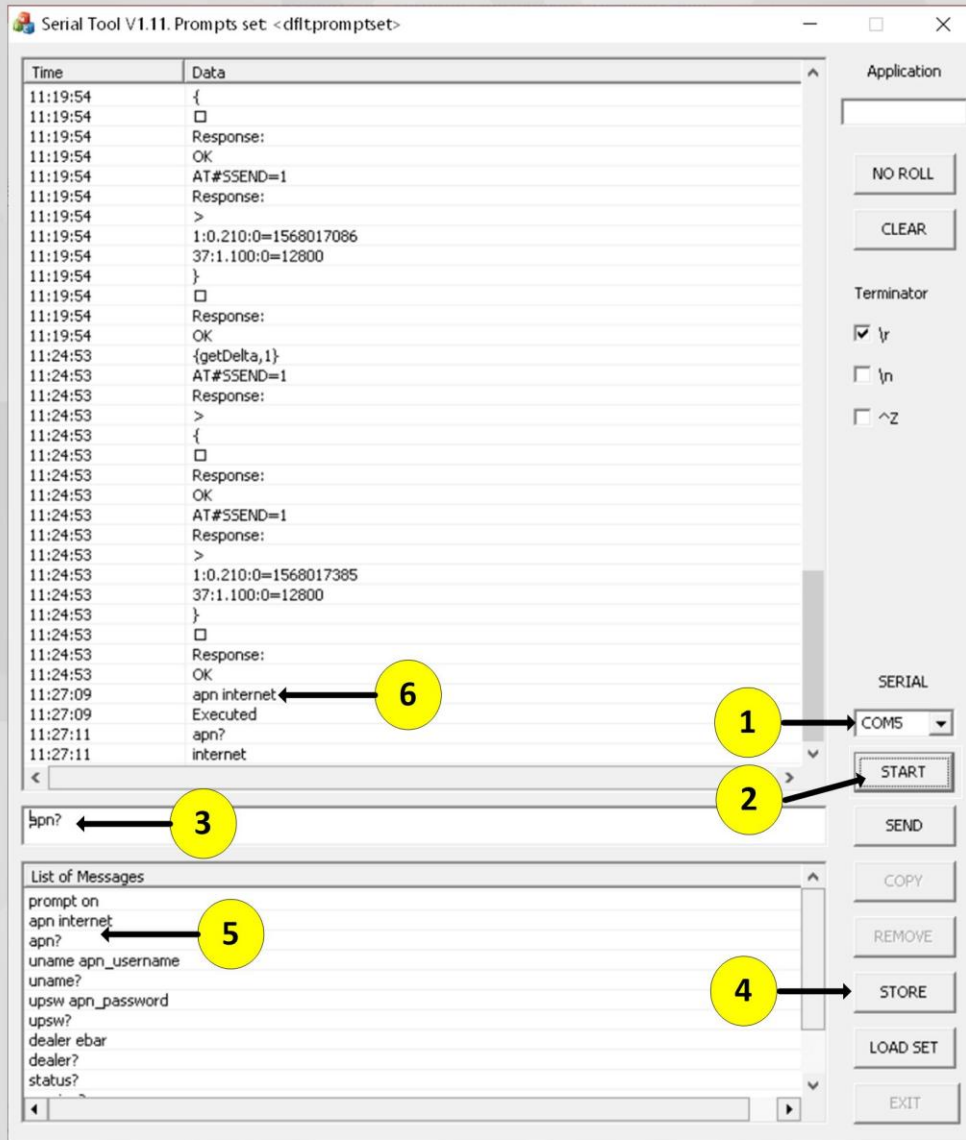 Serial Tool V1.11. Prompts set: <dflt.promptset>
Time Data
11:19:54 {
11:19:54 □
11:19:54 Response:
11:19:54 OK
11:19:54 AT#SSEND=1
11:19:54 Response:
11:19:54 >
11:19:54 1:0.210:0=1568017086
11:19:54 37:1.100:0=12800
11:19:54 }
11:19:54 □
11:19:54 Response:
11:19:54 OK
11:24:53 {getDelta,1}
11:24:53 AT#SSEND=1
11:24:53 Response:
11:24:53 >
11:24:53 {
11:24:53 □
11:24:53 Response:
11:24:53 OK
11:24:53 AT#SSEND=1
11:24:53 Response:
11:24:53 >
11:24:53 1:0.210:0=1568017385
11:24:53 37:1.100:0=12800
11:24:53 }
11:24:53 □
11:24:53 Response:
11:24:53 OK
11:27:09 apn internet
11:27:09 Executed
11:27:11 apn?
11:27:11 internet
6
apn?
3
List of Messages
prompt on
apn internet
apn?
uname apn_username
uname?
upsw apn_password
upsw?
dealer ebar
dealer?
status?
5
Application
NO ROLL
CLEAR
Terminator
\r
\n
^Z
SERIAL
1
COM5
2
START
SEND
COPY
REMOVE
4
STORE
LOAD SET
EXIT